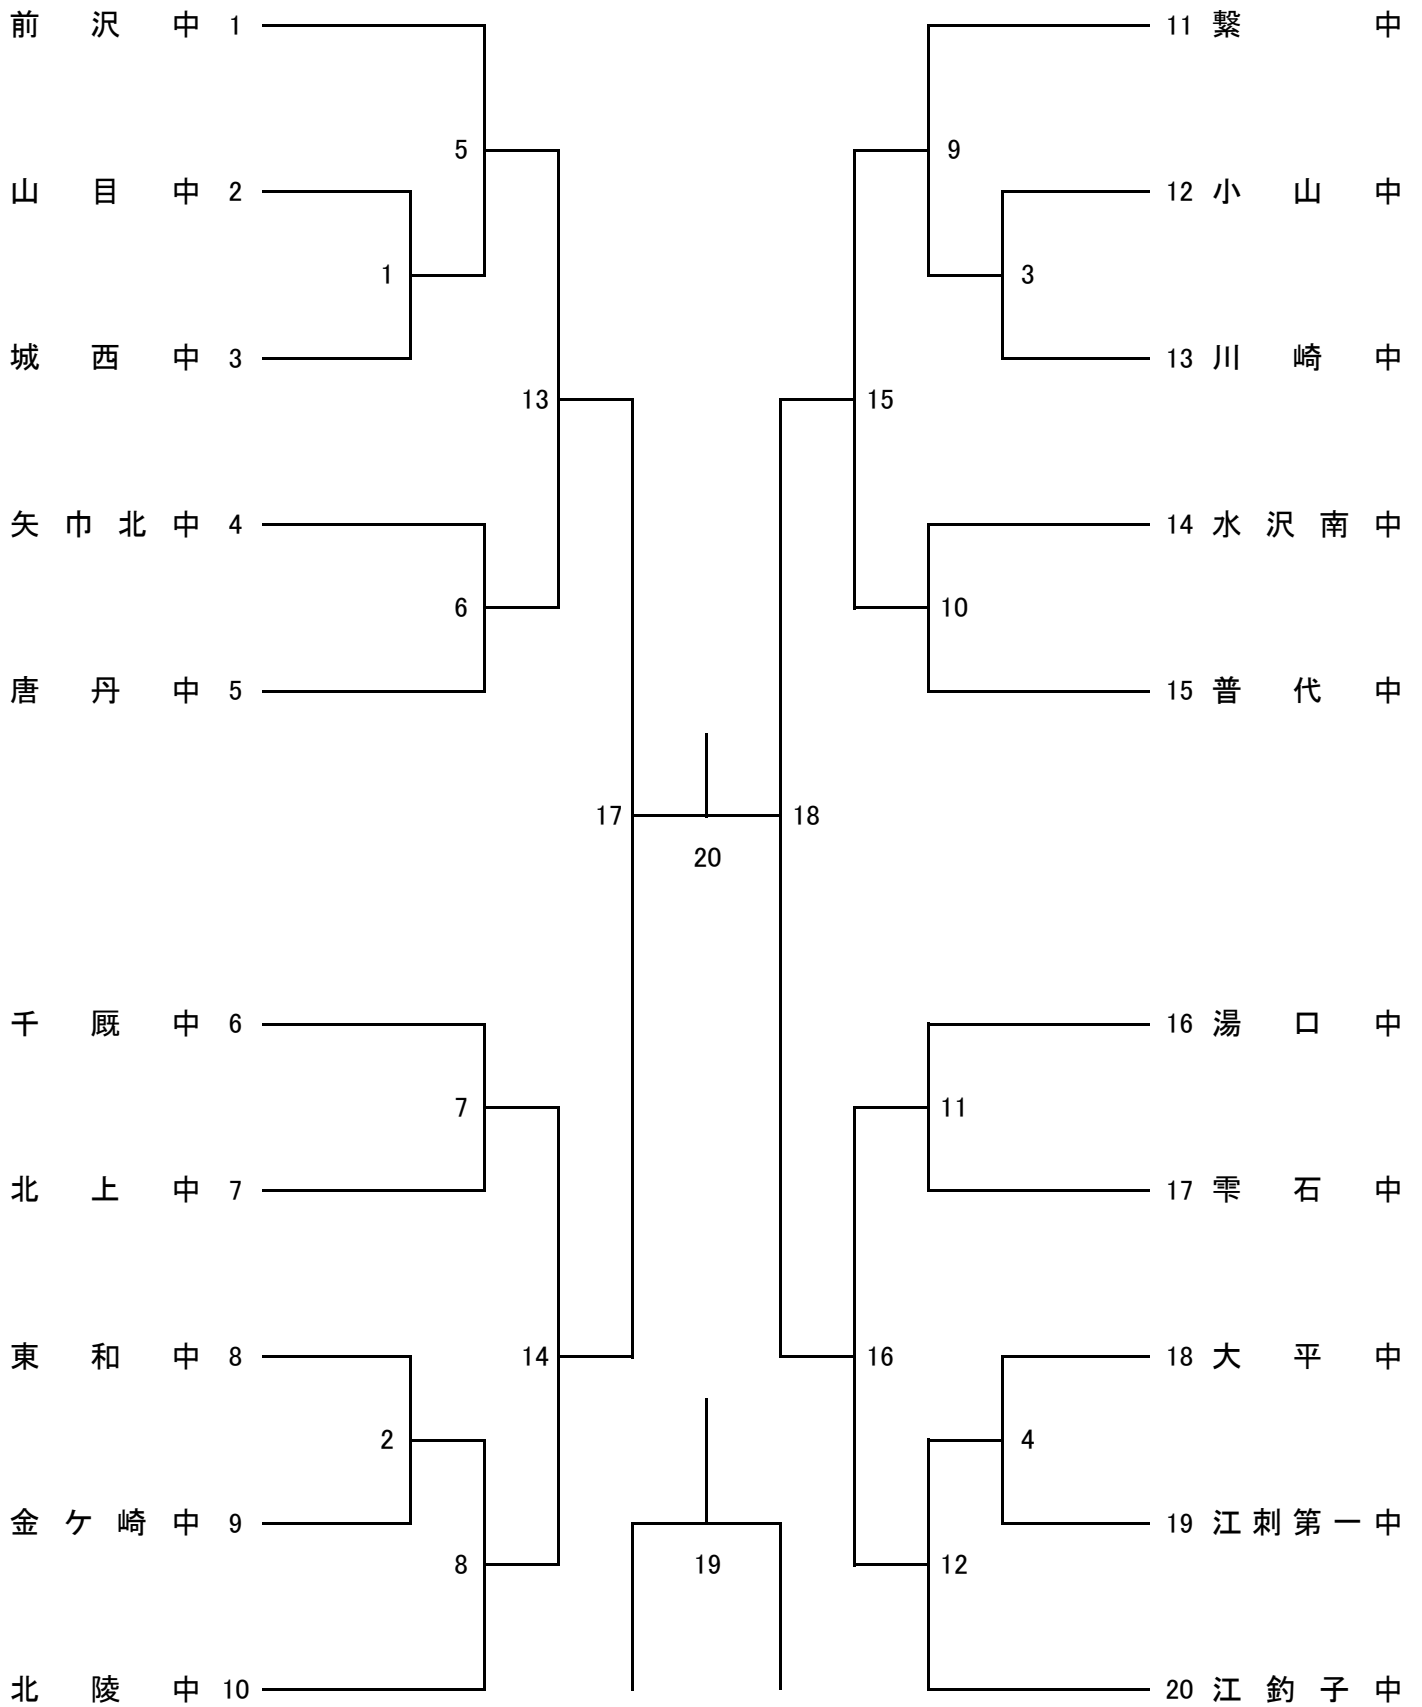 前沢中 1
11 繋中
5
9
山目中 2
12 小山中
1
3
城西中 3
13 川崎中
13
15
矢巾北中 4
14 水沢南中
6
10
唐丹中 5
15 普代中
17
18
20
千厩中 6
16 湯口中
7
11
北上中 7
17 雫石中
東和中 8
14
16
18 大平中
2
4
金ケ崎中 9
19 江刺第一中
8
19
12
北陵中 10
20 江釣子中